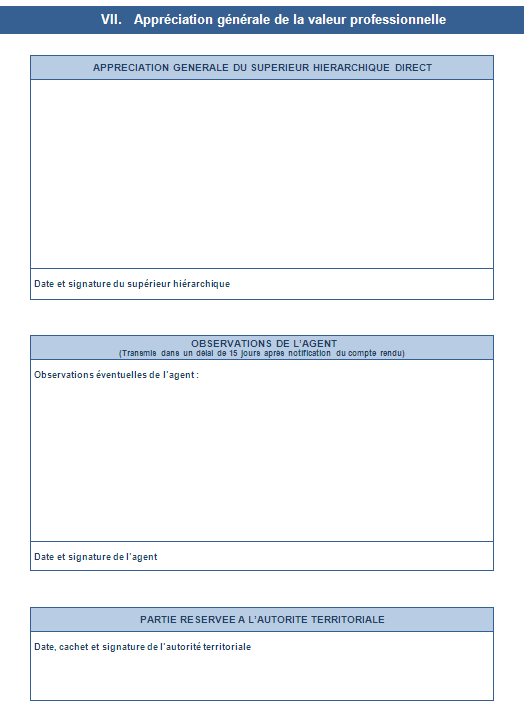 VII. Appréciation générale de la valeur professionnelle
APPRECIATION GENERALE DU SUPERIEUR HIERARCHIQUE DIRECT
Date et signature du supérieur hiérarchique
OBSERVATIONS DE L'AGENT
(Transmis dans un délai de 15 jours après notification du compte rendu)
Observations éventuelles de l'agent :
Date et signature de l'agent
PARTIE RESERVEE A L'AUTORITE TERRITORIALE
Date, cachet et signature de l'autorité territoriale